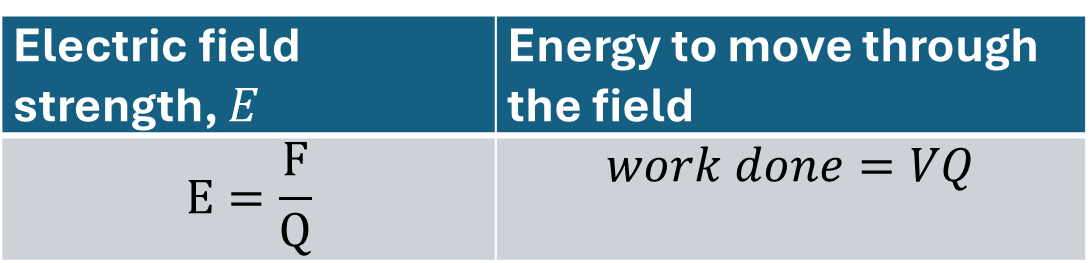 Electric field
strength, E
Energy to move through
the field
E = F/Q
work done = VQ